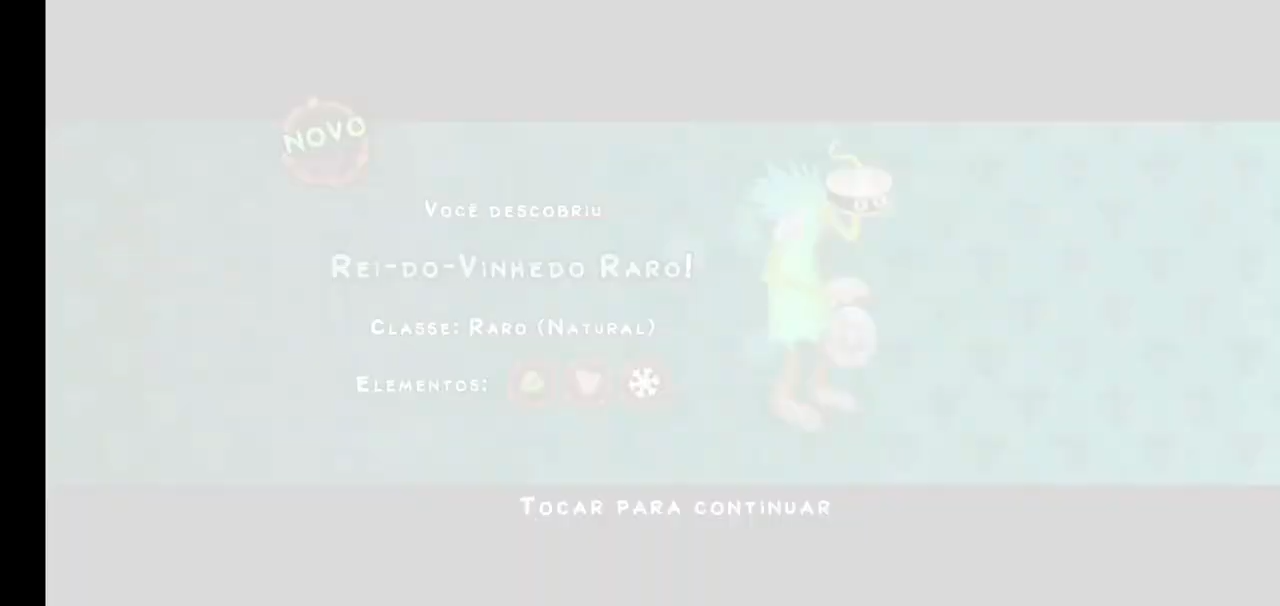 NOVO
VOCÊ DESCOBRIU
REI-DO-VINHEDO RARO!
CLASSE: RARO (NATURAL)
ELEMENTOS:
TOCAR PARA CONTINUAR